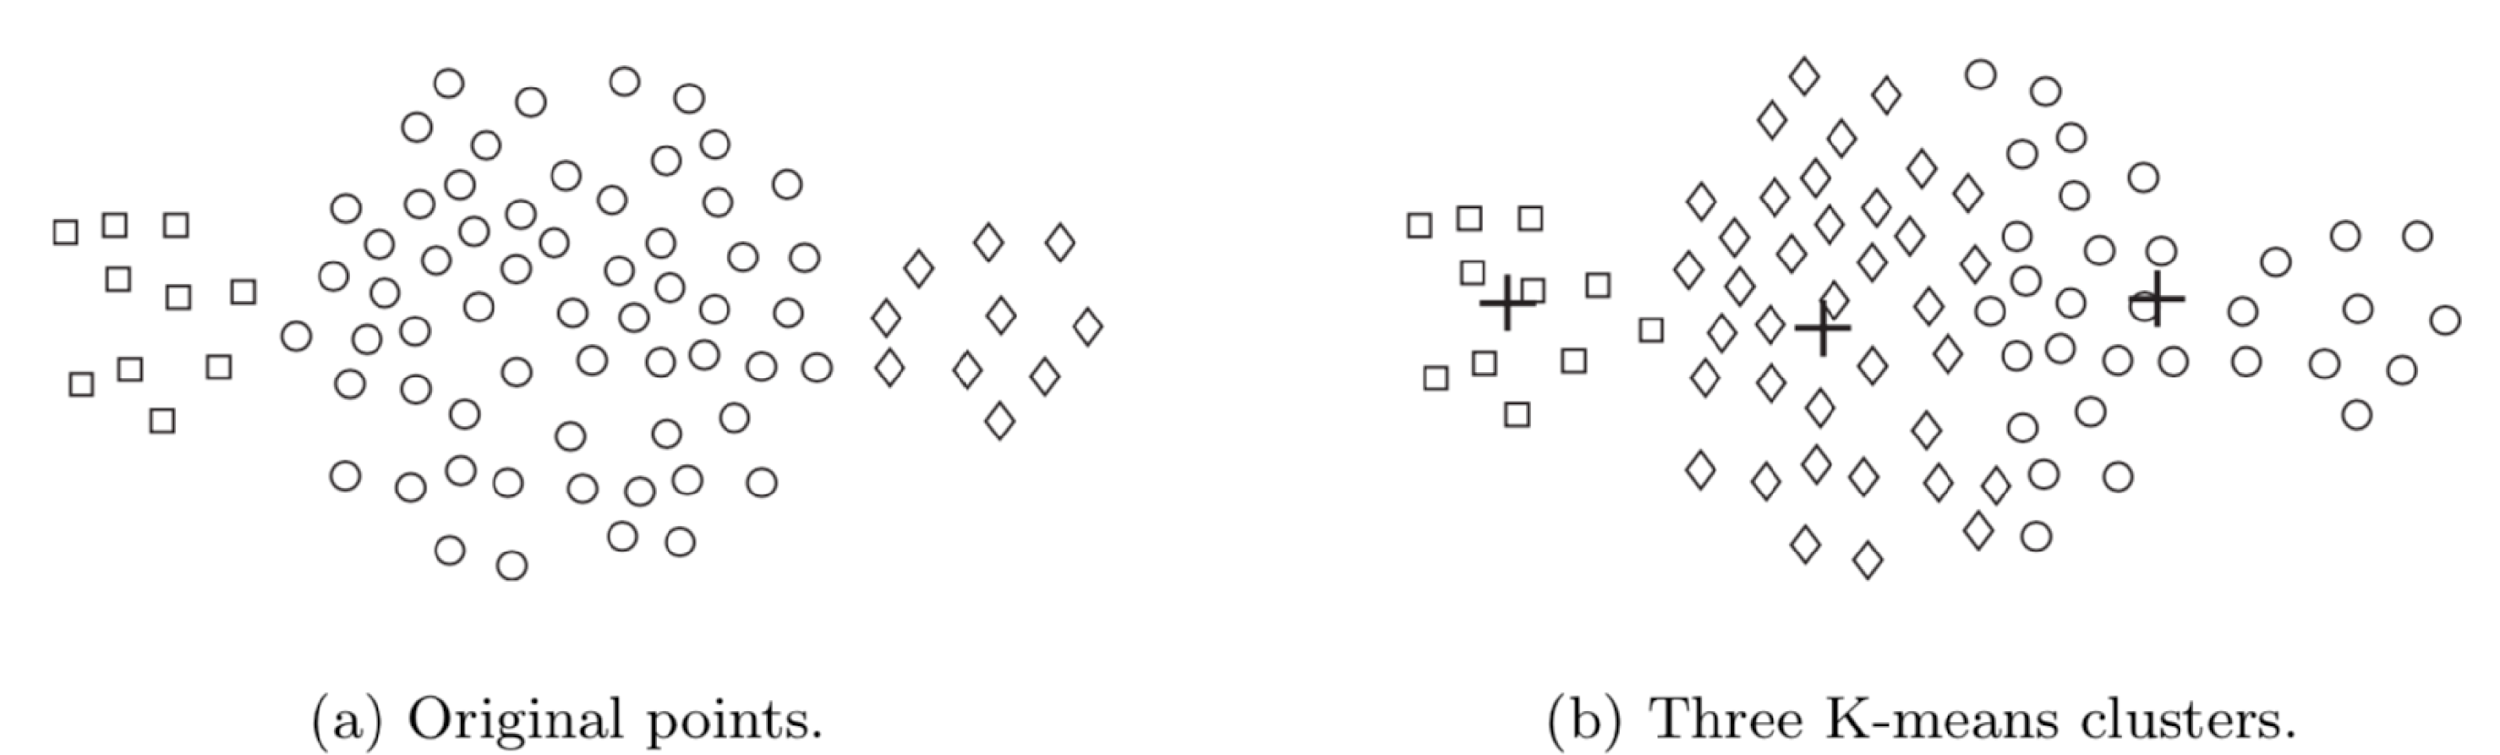 (a) Original points.
(b) Three K-means clusters.